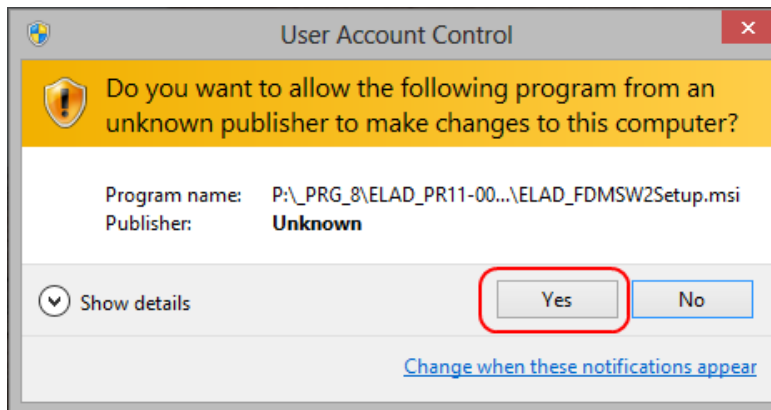 User Account Control
Do you want to allow the following program from an
unknown publisher to make changes to this computer?
Program name: P:\_PRG_8\ELAD_PR11-00...\ELAD_FDMSW2Setup.msi
Publisher: Unknown
Show details
Yes
No
Change when these notifications appear